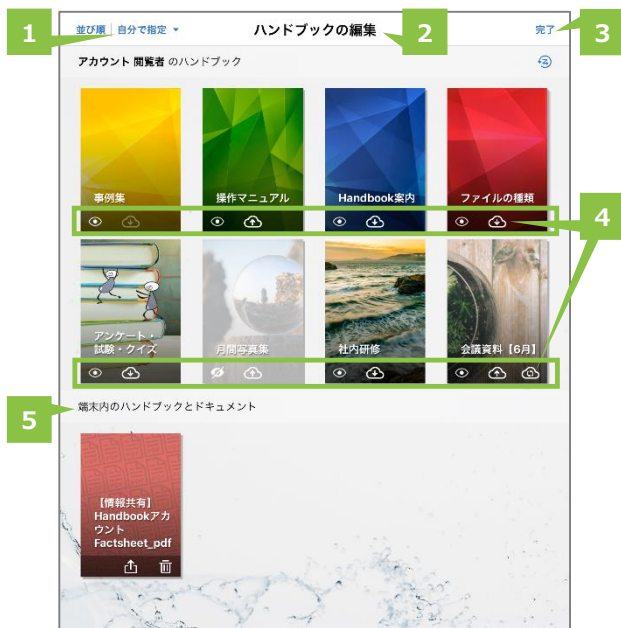 1
並び順 自分で指定
ハンドブックの編集
2
完了
3
アカウント 閲覧者 のハンドブック
事例集
操作マニュアル
Handbook案内
ファイルの種類
4
アンケート・
試験・クイズ
月間写真集
社内研修
会議資料【6月】
5
端末内のハンドブックとドキュメント
【情報共有】
Handbookアカ
ウント
Factsheet_pdf